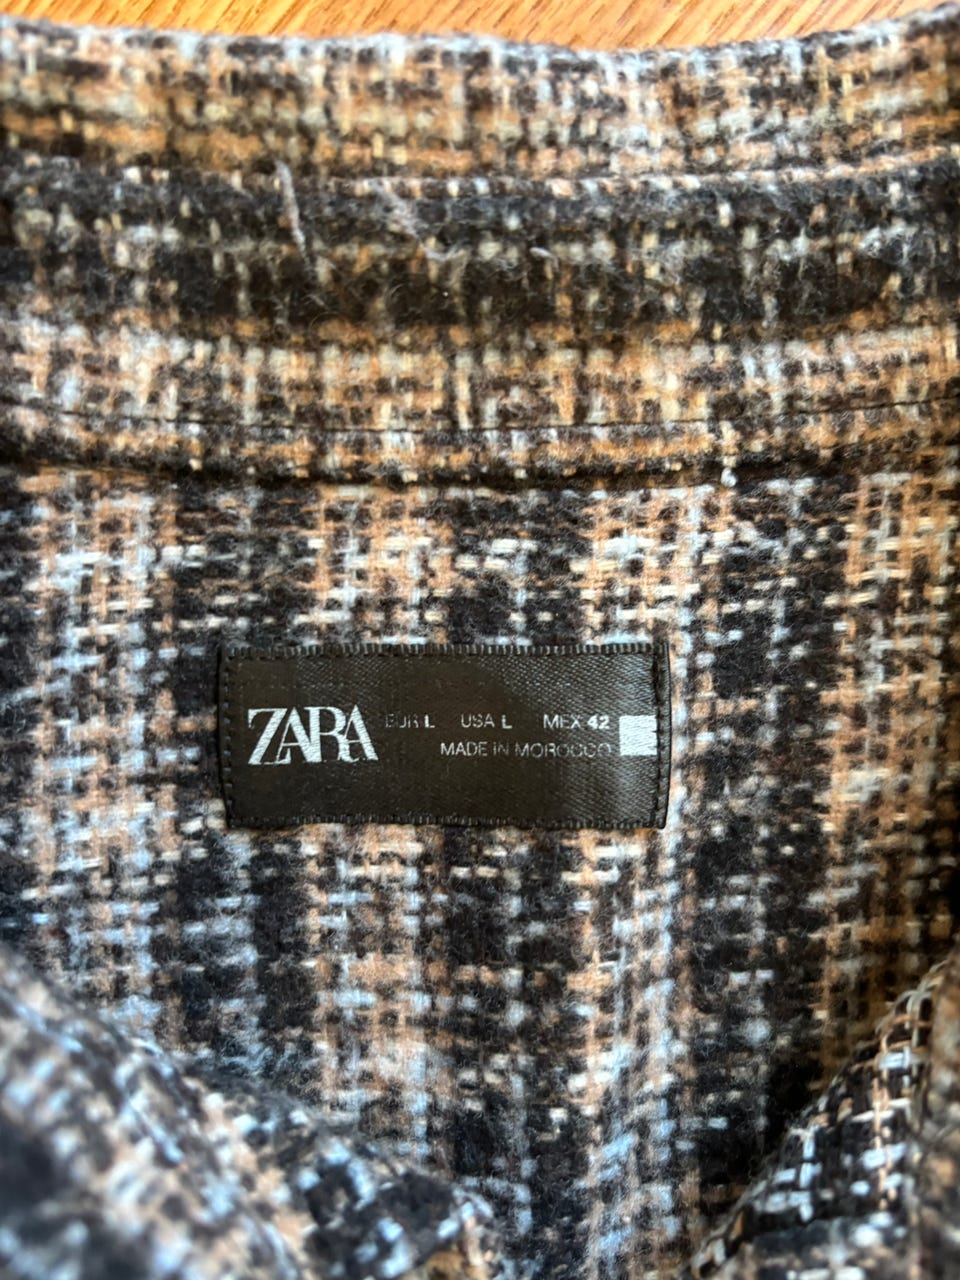 ZARA EUR L USA L MEX 42
MADE IN MOROCCO